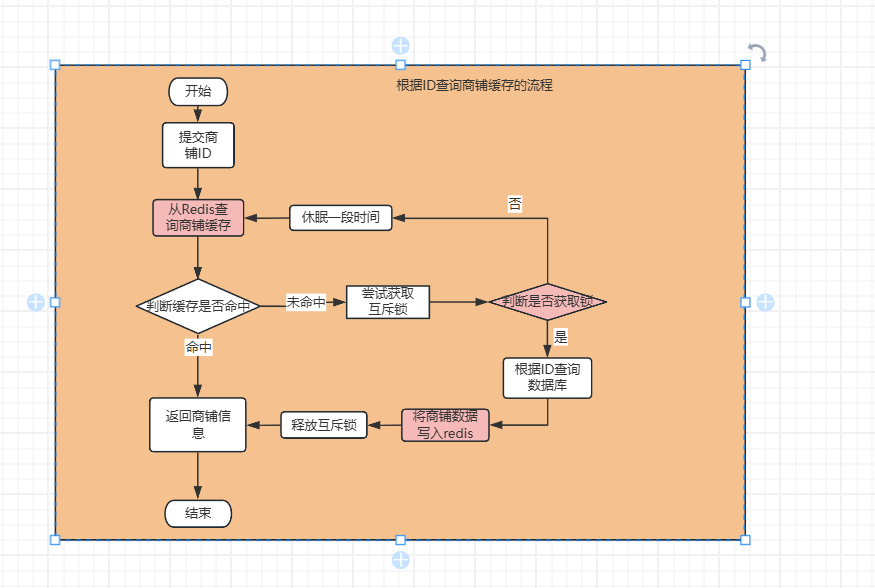 根据ID查询商铺缓存的流程
开始
提交商
铺ID
从Redis查
询商铺缓存
休眠一段时间
否
判断缓存是否命中
未命中
尝试获取
互斥锁
判断是否获取锁
是
命中
根据ID查询
数据库
返回商铺信
息
释放互斥锁
将商铺数据
写入redis
结束